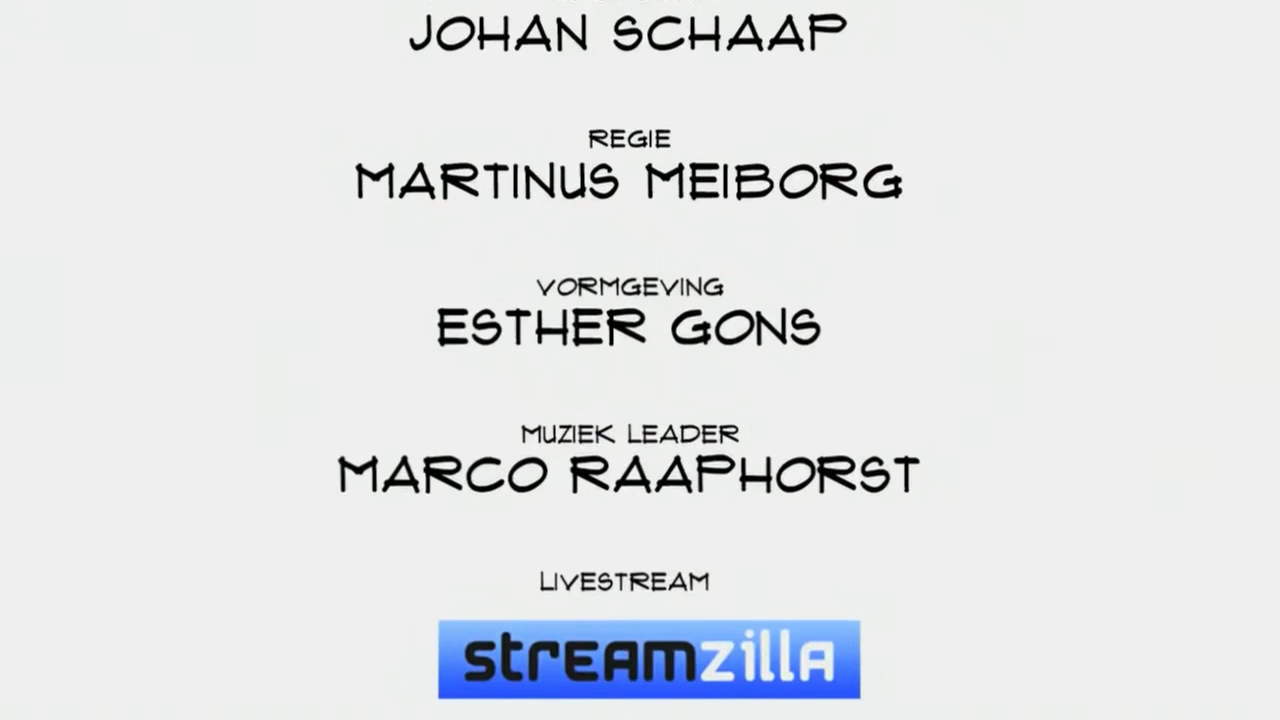 JOHAN SCHAAP
REGIE
MARTINUS MEIBORG
VORMGEVING
ESTHER GONS
MUZIEK LEADER
MARCO RAAPHORST
LIVESTREAM
streamzilla